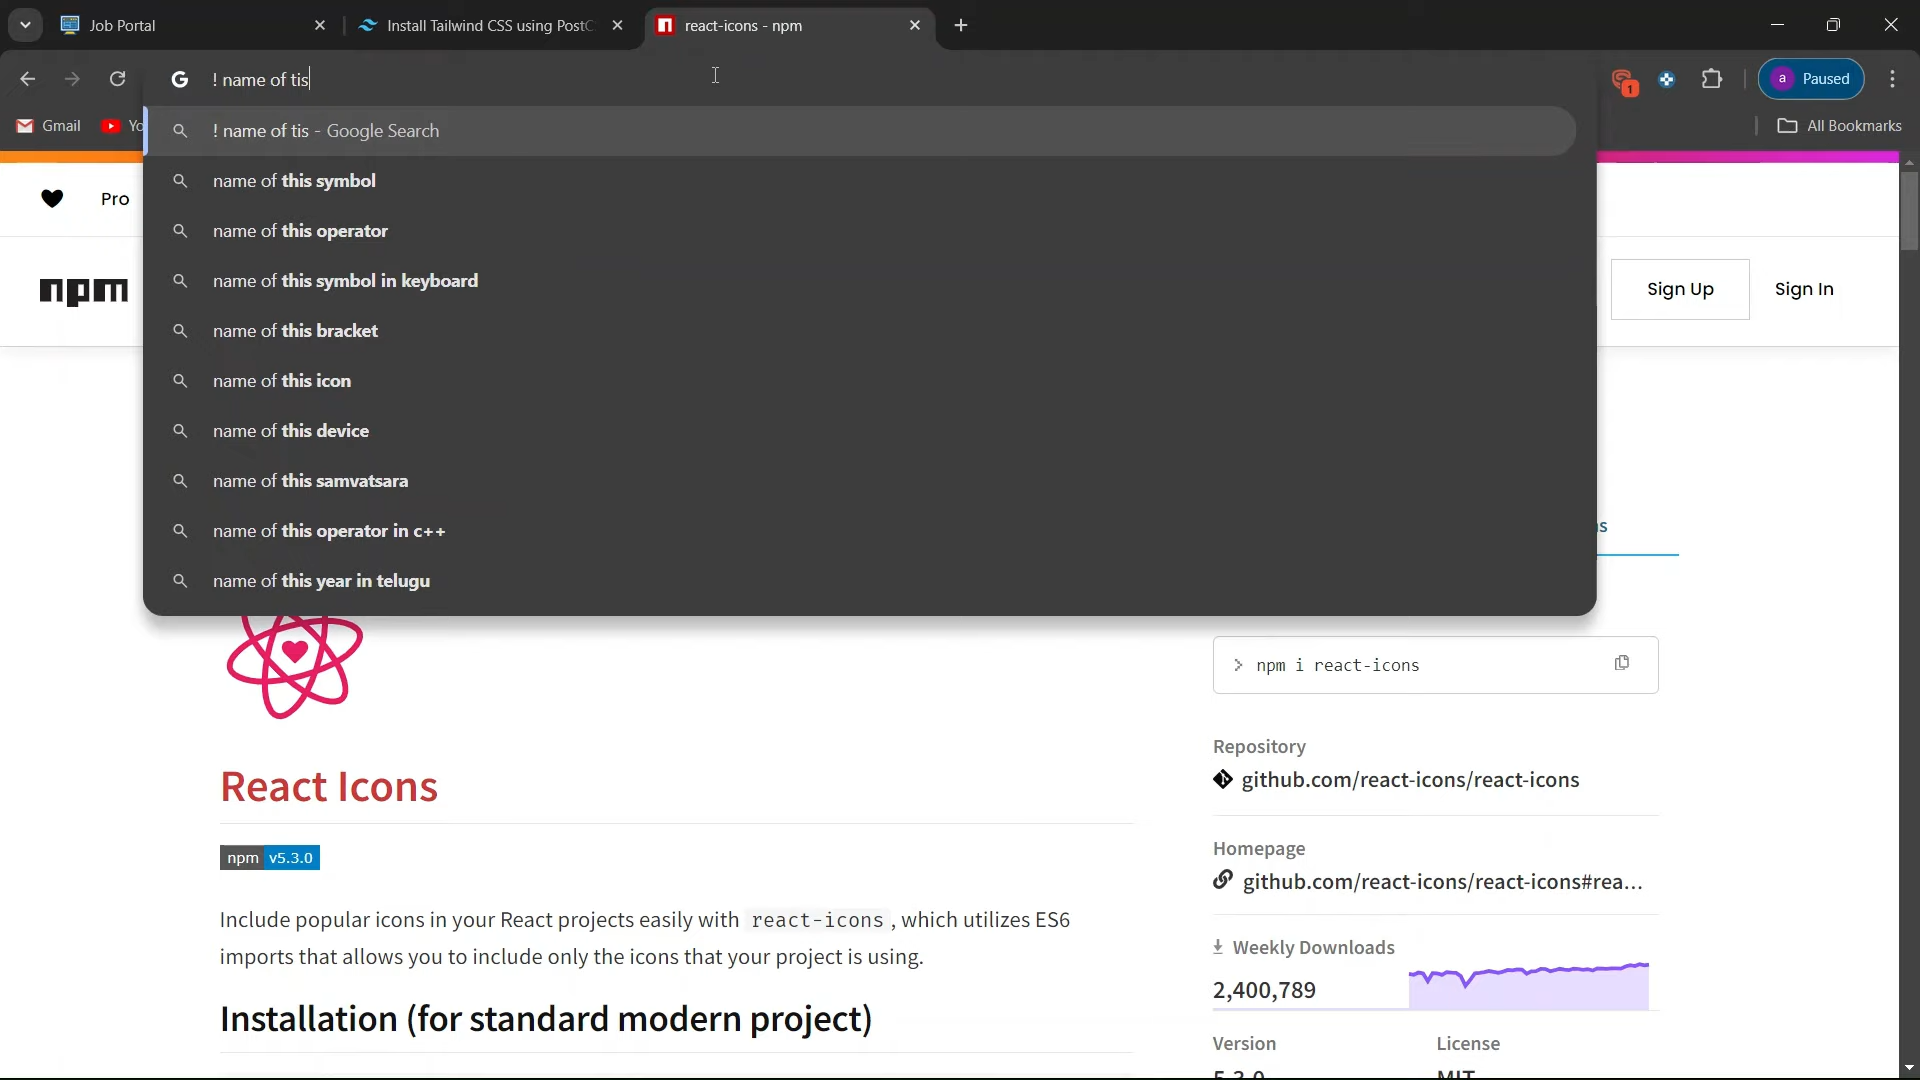 Job Portal
Install Tailwind CSS using PostC
react-icons - npm
! name of tis
1
a Paused
Gmail
Yo
All Bookmarks
! name of tis - Google Search
name of this symbol
name of this operator
name of this symbol in keyboard
name of this bracket
name of this icon
name of this device
name of this samvatsara
name of this operator in c++
name of this year in telugu
Pro
npm
Sign Up
Sign In
npm i react-icons
React Icons
npm v5.3.0
Include popular icons in your React projects easily with react-icons, which utilizes ES6
imports that allows you to include only the icons that your project is using.
Installation (for standard modern project)
Repository
github.com/react-icons/react-icons
Homepage
github.com/react-icons/react-icons#rea...
Weekly Downloads
2,400,789
Version
License
5.3.0
MIT